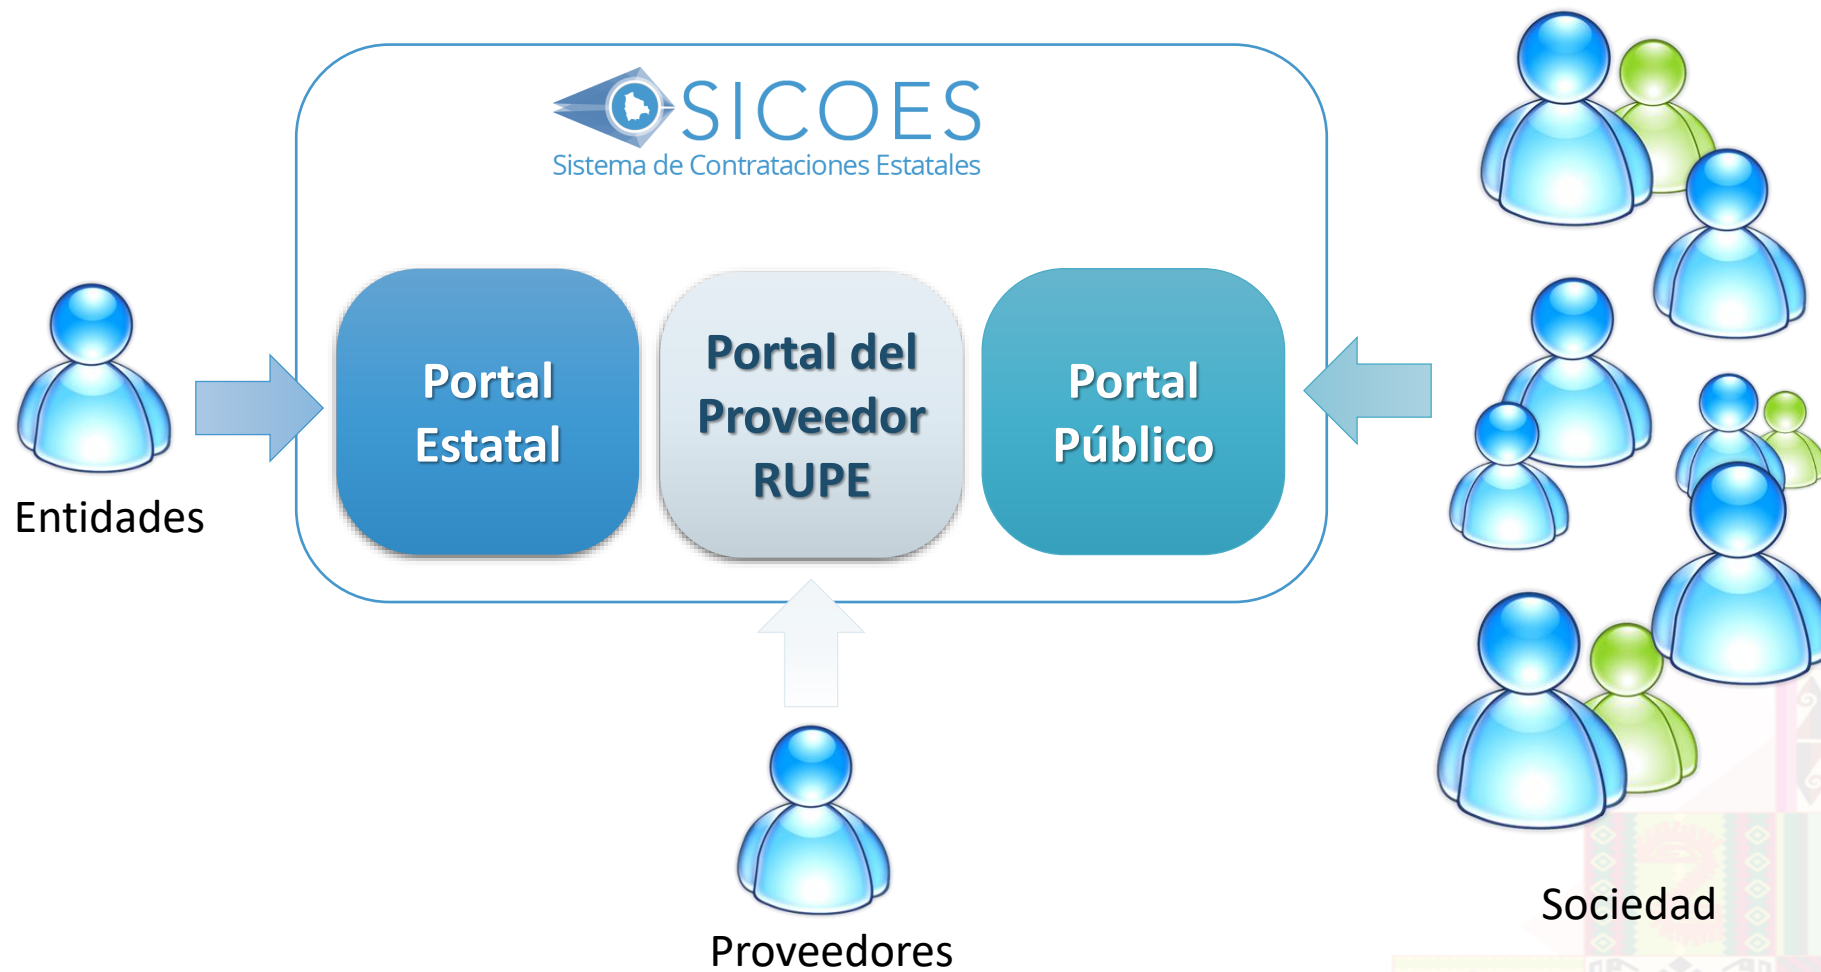 SICOES
Sistema de Contrataciones Estatales
Portal
Estatal
Portal del
Proveedor
RUPE
Portal
Público
Entidades
Proveedores
Sociedad